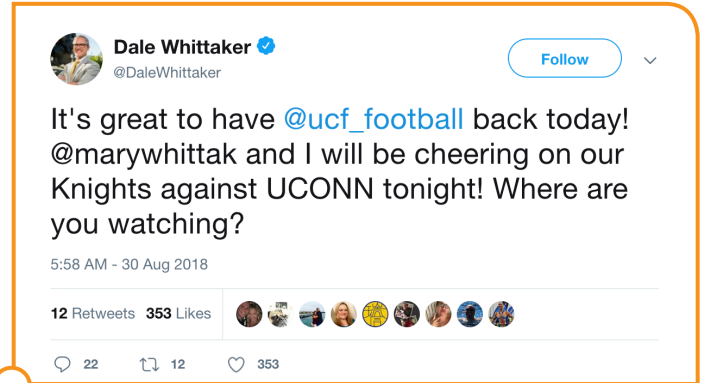 Dale Whittaker
@DaleWhittaker
Follow
It's great to have @ucf_football back today!
@marywhittak and I will be cheering on our
Knights against UCONN tonight! Where are
you watching?
5:58 AM - 30 Aug 2018
12 Retweets 353 Likes
22 12 353